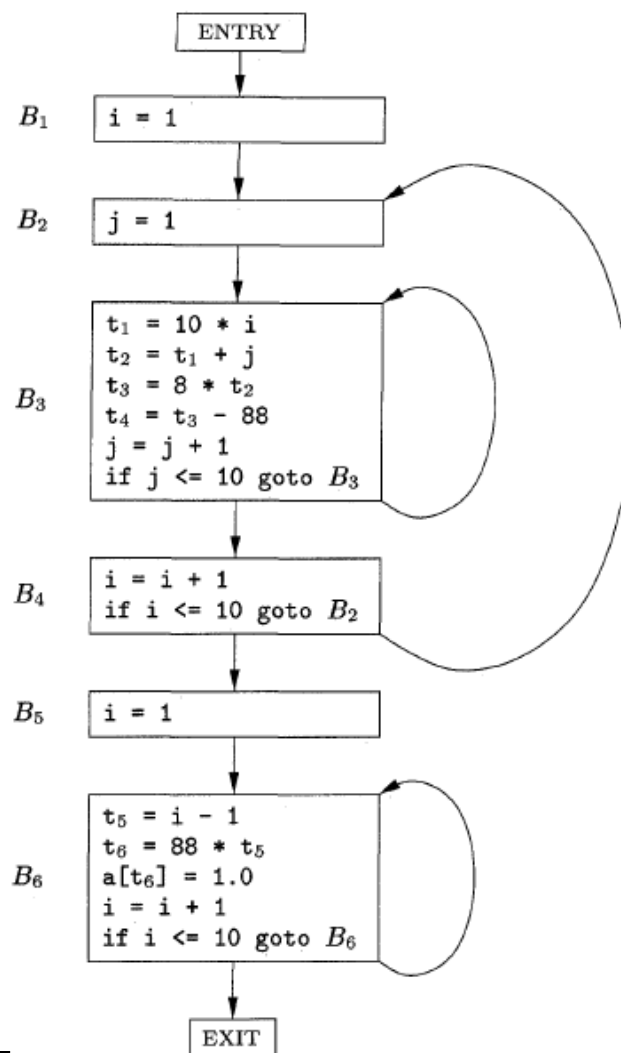 ENTRY
B₁ i = 1
B₂ j = 1
t₁ = 10 * i
t₂ = t₁ + j
t₃ = 8 * t₂
B₃ t₄ = t₃ - 88
j = j + 1
if j <= 10 goto B₃
B₄ i = i + 1
if i <= 10 goto B₂
B₅ i = 1
t₅ = i - 1
t₆ = 88 * t₅
B₆ a[t₆] = 1.0
i = i + 1
if i <= 10 goto B₆
EXIT